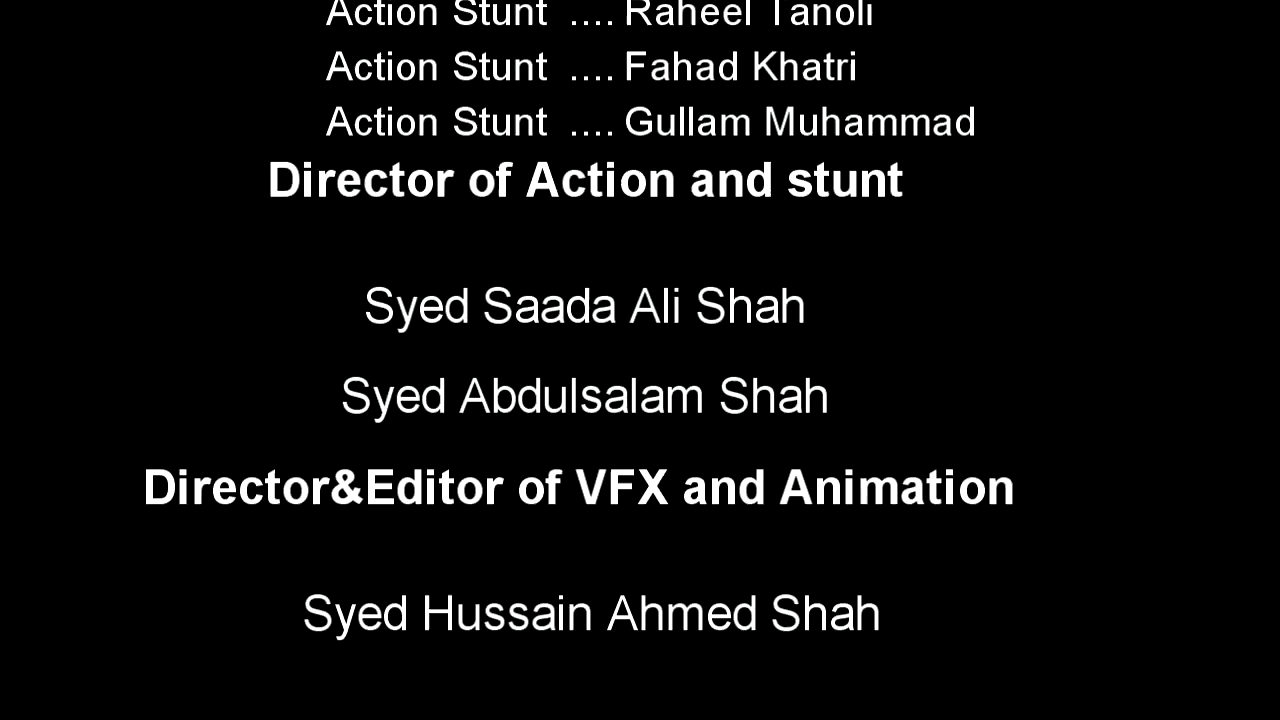 Action Stunt .... Raheel Tanoli
Action Stunt .... Fahad Khatri
Action Stunt .... Gullam Muhammad
Director of Action and stunt
Syed Saada Ali Shah
Syed Abdulsalam Shah
Director&Editor of VFX and Animation
Syed Hussain Ahmed Shah